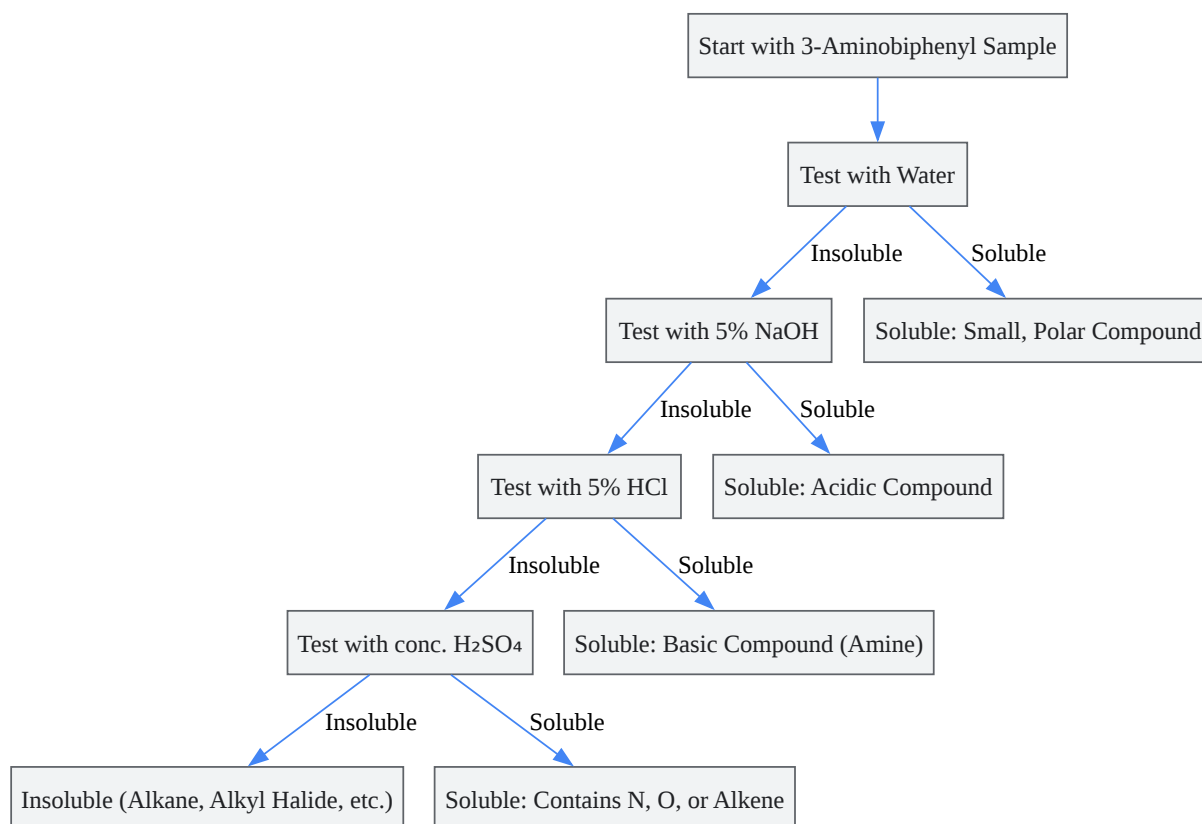 Start with 3-Aminobiphenyl Sample
Test with Water
Insoluble
Soluble
Test with 5% NaOH
Soluble: Small, Polar Compound
Insoluble
Soluble
Test with 5% HCl
Soluble: Acidic Compound
Insoluble
Soluble
Test with conc. H₂SO₄
Soluble: Basic Compound (Amine)
Insoluble
Soluble
Insoluble (Alkane, Alkyl Halide, etc.)
Soluble: Contains N, O, or Alkene